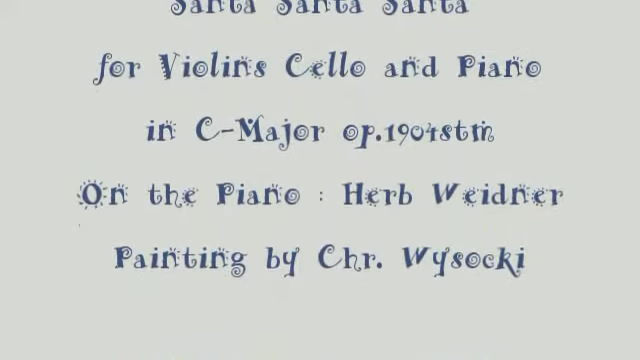 Santa Santa Santa
for Violins Cello and Piano
in C-Major op.1904stm
On the Piano : Herb Weidner
Painting by Chr. Wysocki